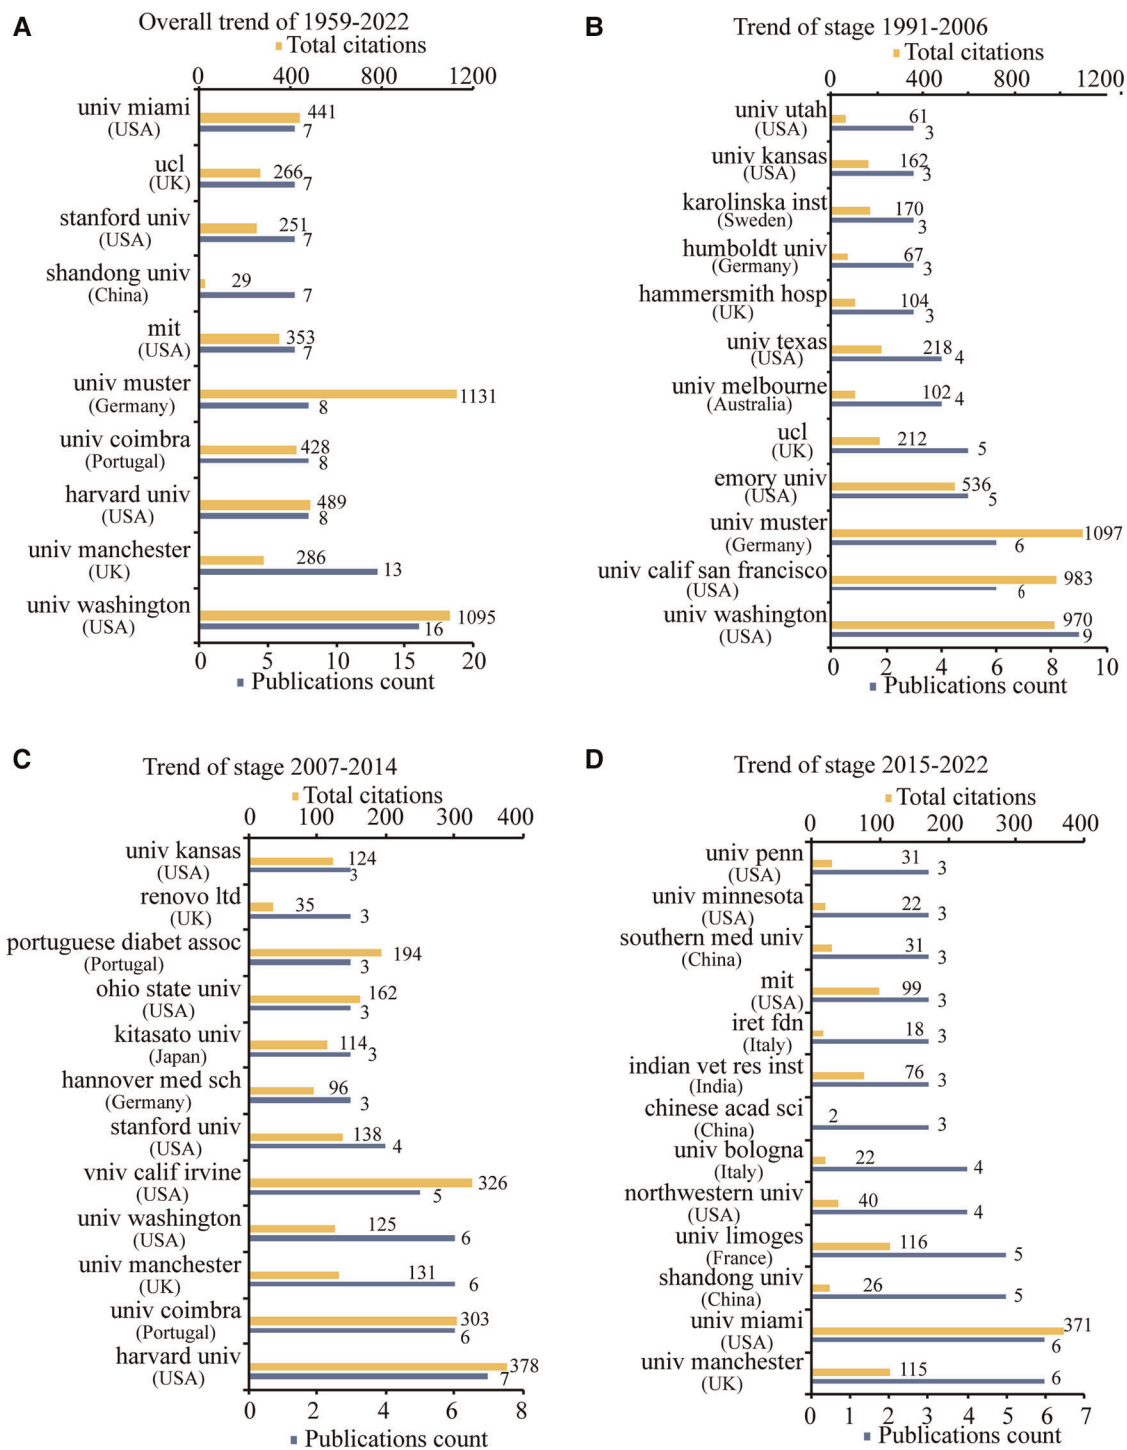 A
Overall trend of 1959-2022
Total citations
0 400 800 1200
univ miami 441
(USA) 7
ucl 266
(UK) 7
stanford univ 251
(USA) 7
shandong univ 29
(China) 7
mit 353
(USA) 7
univ muster 1131
(Germany) 8
univ coimbra 428
(Portugal) 8
harvard univ 489
(USA) 8
univ manchester 286
(UK) 13
univ washington 1095
(USA) 16
0 5 10 15 20
Publications count
B
Trend of stage 1991-2006
Total citations
0 400 800 1200
univ utah 61
(USA) 3
univ kansas 162
(USA) 3
karolinska inst 170
(Sweden) 3
humboldt univ 67
(Germany) 3
hammersmith hosp 104
(UK) 3
univ texas 218
(USA) 4
univ melbourne 102
(Australia) 4
ucl 212
(UK) 5
emory univ 536
(USA) 5
univ muster 1097
(Germany) 6
univ calif san francisco 983
(USA) 6
univ washington 970
(USA) 9
0 2 4 6 8 10
Publications count
C
Trend of stage 2007-2014
Total citations
0 100 200 300 400
univ kansas 124
(USA) 3
renovo ltd 35
(UK) 3
portuguese diabet assoc 194
(Portugal) 3
ohio state univ 162
(USA) 3
kitasato univ 114
(Japan) 3
hannover med sch 96
(Germany) 3
stanford univ 138
(USA) 4
vniv calif irvine 326
(USA) 5
univ washington 125
(USA) 6
univ manchester 131
(UK) 6
univ coimbra 303
(Portugal) 6
harvard univ 378
(USA) 7
0 2 4 6 8
Publications count
D
Trend of stage 2015-2022
Total citations
0 100 200 300 400
univ penn 31
(USA) 3
univ minnesota 22
(USA) 3
southern med univ 31
(China) 3
mit 99
(USA) 3
iret fdn 18
(Italy) 3
indian vet res inst 76
(India) 3
chinese acad sci 2
(China) 3
univ bologna 22
(Italy) 4
northwestern univ 40
(USA) 4
univ limoges 116
(France) 5
shandong univ 26
(China) 5
univ miami 371
(USA) 6
univ manchester 115
(UK) 6
0 1 2 3 4 5 6 7
Publications count